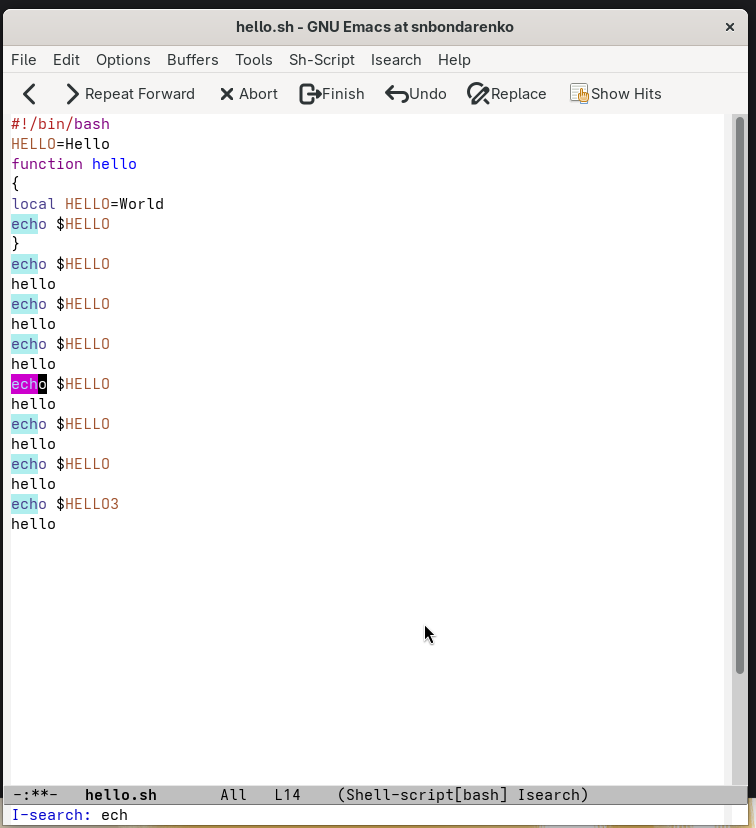 hello.sh - GNU Emacs at snbondarenko ×
File Edit Options Buffers Tools Sh-Script Isearch Help
Repeat Forward Abort Finish Undo Replace Show Hits
#!/bin/bash
HELLO=Hello
function hello
{
local HELLO=World
echo $HELLO
}
echo $HELLO
hello
echo $HELLO
hello
echo $HELLO
hello
echo $HELLO
hello
echo $HELLO
hello
echo $HELLO
hello
echo $HELLO3
hello
-:**- hello.sh All L14 (Shell-script[bash] Isearch)
I-search: ech